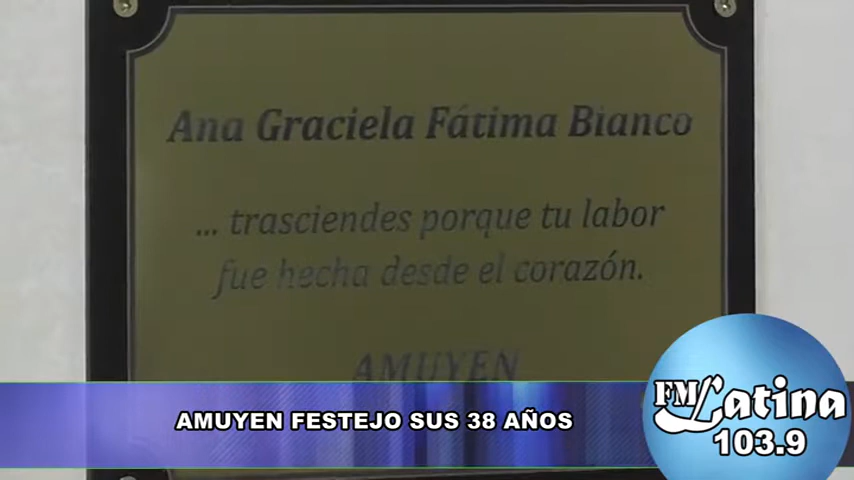 Ana Graciela Fátima Bianco
... trasciendes porque tu labor
fue hecha desde el corazón.
AMUYEN
AMUYEN FESTEJO SUS 38 AÑOS
FM Latina
103.9